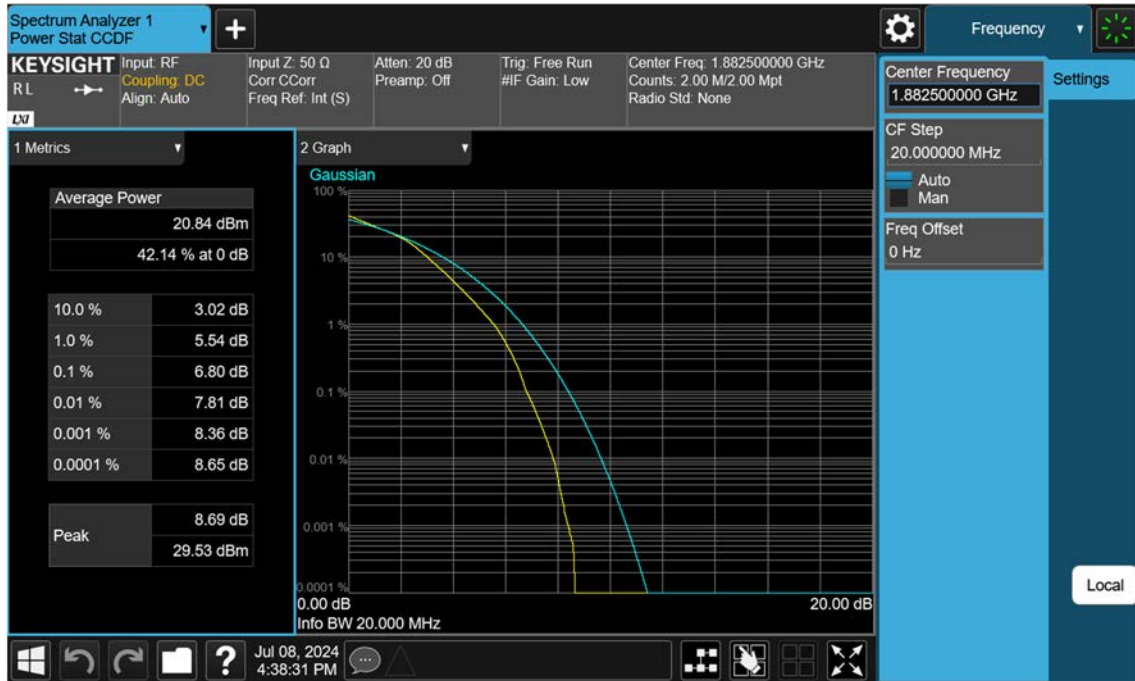 Spectrum Analyzer 1
Power Stat CCDF
Frequency
KEYSIGHT
RL
LXI
Input: RF
Coupling: DC
Align: Auto
Input Z: 50 Ω
Corr CCorr
Freq Ref: Int (S)
Atten: 20 dB
Preamp: Off
Trig: Free Run
#IF Gain: Low
Center Freq: 1.882500000 GHz
Counts: 2.00 M/2.00 Mpt
Radio Std: None
Center Frequency
1.882500000 GHz
Settings
CF Step
20.000000 MHz
Auto
Man
Freq Offset
0 Hz
Local
1 Metrics
Average Power
20.84 dBm
42.14 % at 0 dB
10.0 % 3.02 dB
1.0 % 5.54 dB
0.1 % 6.80 dB
0.01 % 7.81 dB
0.001 % 8.36 dB
0.0001 % 8.65 dB
Peak
8.69 dB
29.53 dBm
2 Graph
Gaussian
100 %
10 %
1 %
0.1 %
0.01 %
0.001 %
0.0001 %
0.00 dB 20.00 dB
Info BW 20.000 MHz
?
Jul 08, 2024
4:38:31 PM